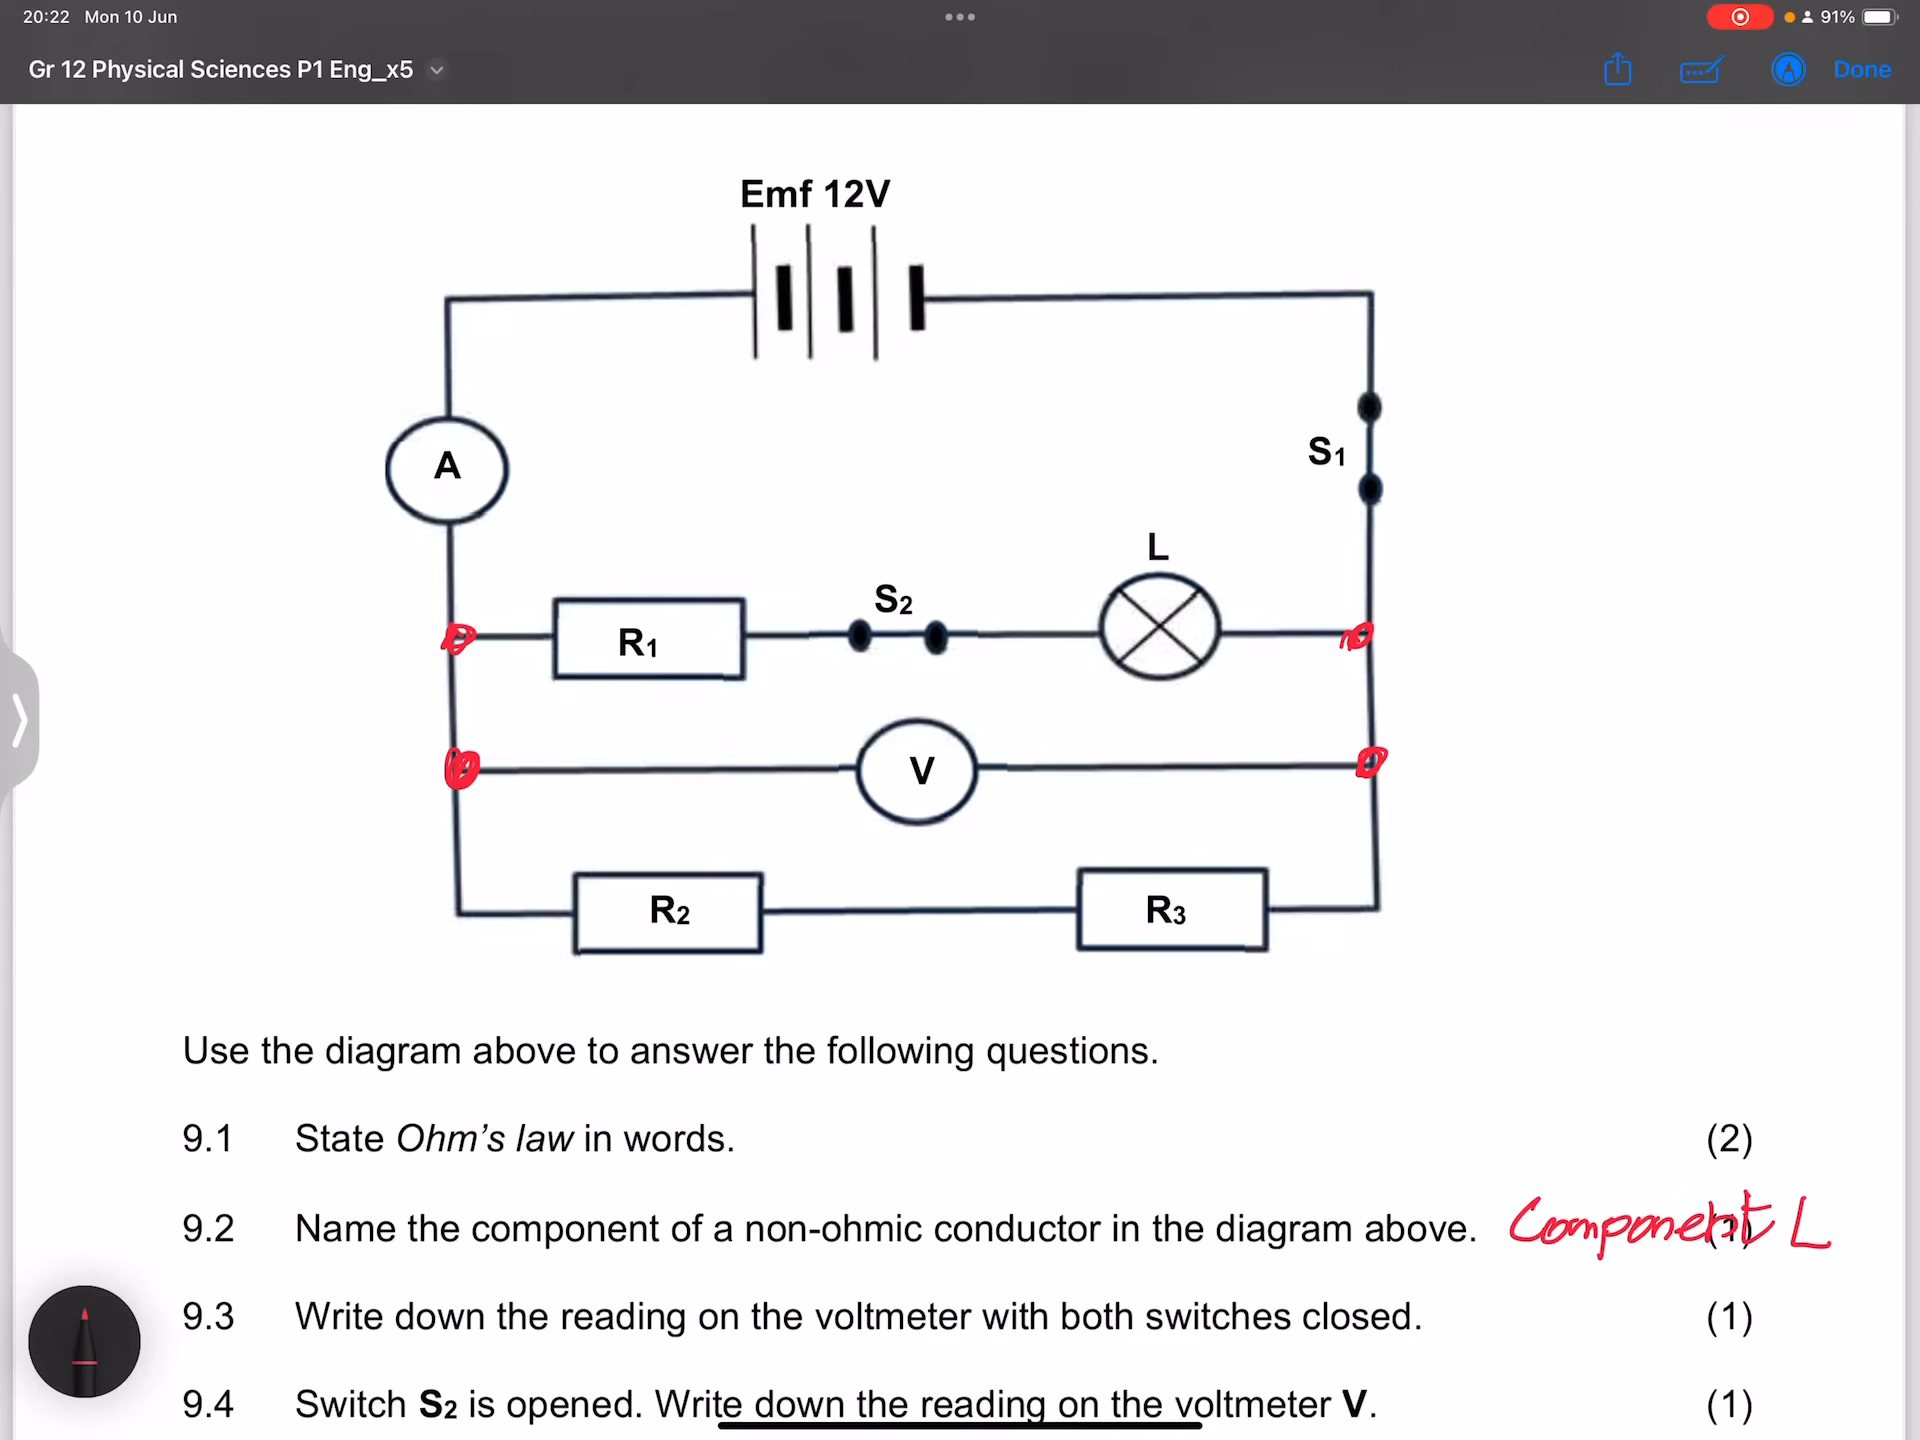 20:22 Mon 10 Jun
91%
Gr 12 Physical Sciences P1 Eng_x5
Done
Emf 12V
A
S1
L
S2
R1
V
R2
R3
Use the diagram above to answer the following questions.
9.1 State Ohm’s law in words. (2)
9.2 Name the component of a non-ohmic conductor in the diagram above. (1) Component L
9.3 Write down the reading on the voltmeter with both switches closed. (1)
9.4 Switch S2 is opened. Write down the reading on the voltmeter V. (1)